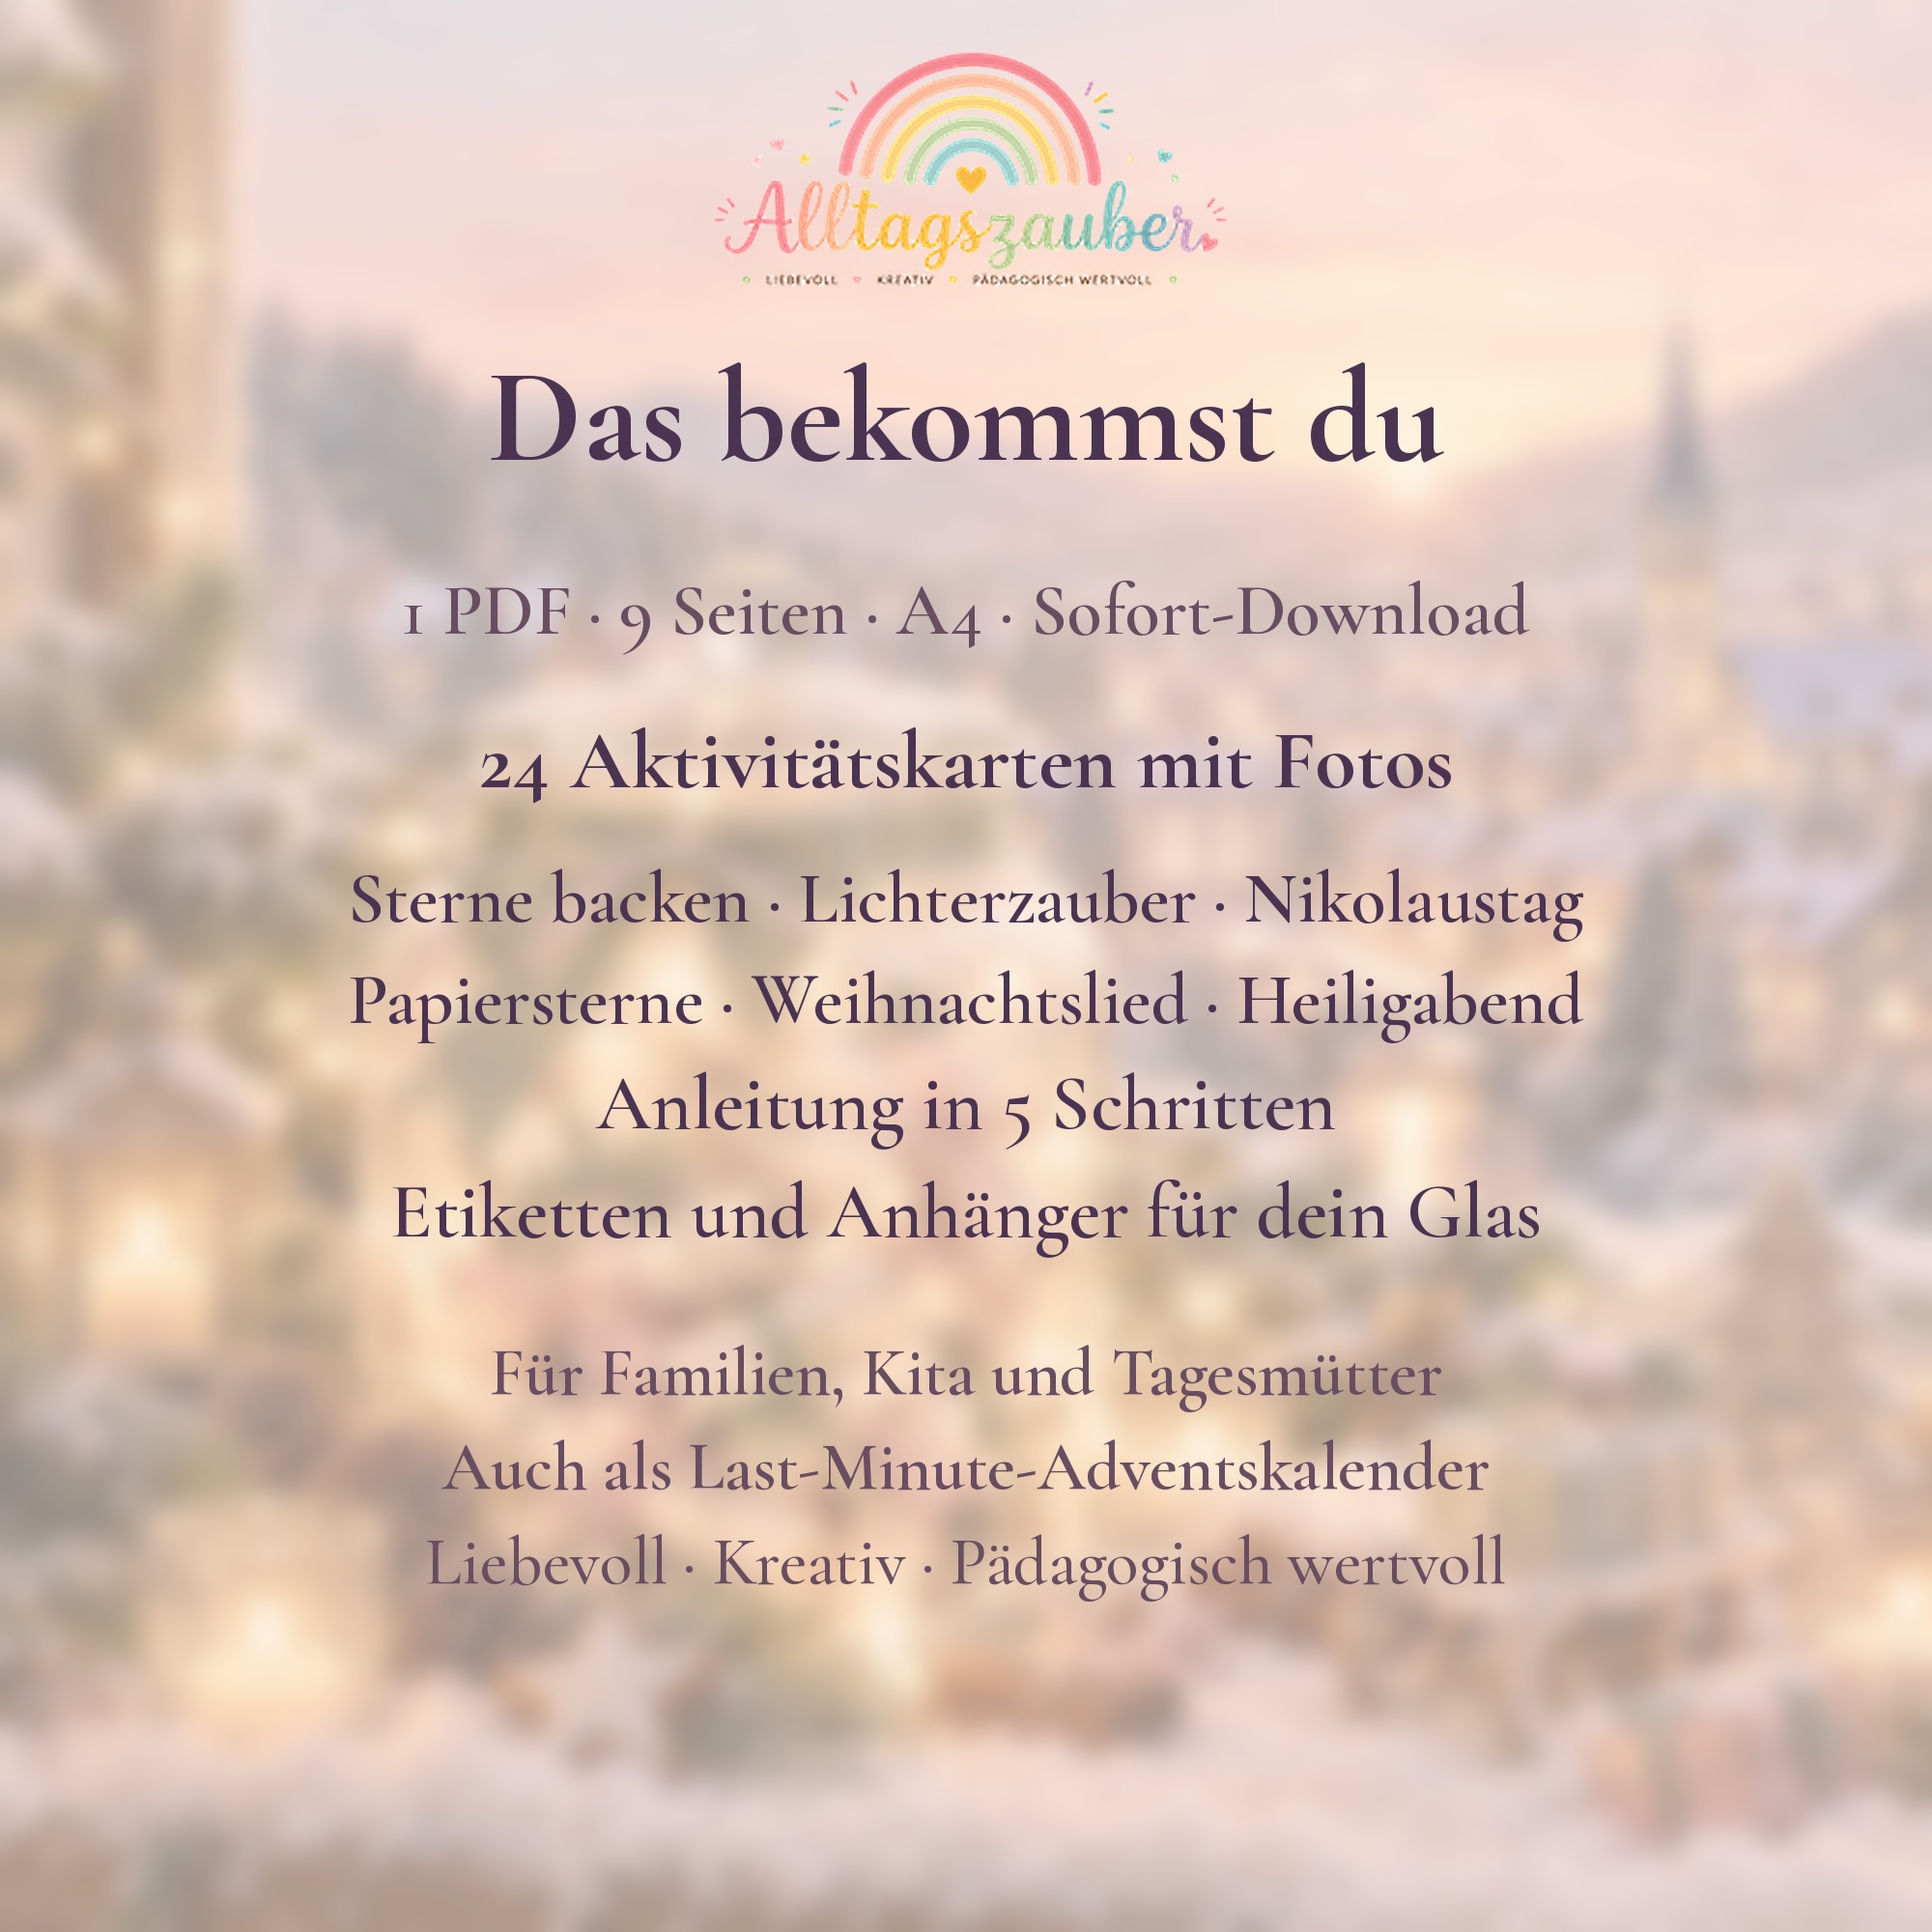 Alltagszauber
LIEBEVOLL KREATIV PÄDAGOGISCH WERTVOLL
Das bekommst du
1 PDF · 9 Seiten · A4 · Sofort-Download
24 Aktivitätskarten mit Fotos
Sterne backen · Lichterzauber · Nikolaustag
Papiersterne · Weihnachtslied · Heiligabend
Anleitung in 5 Schritten
Etiketten und Anhänger für dein Glas
Für Familien, Kita und Tagesmütter
Auch als Last-Minute-Adventskalender
Liebevoll · Kreativ · Pädagogisch wertvoll